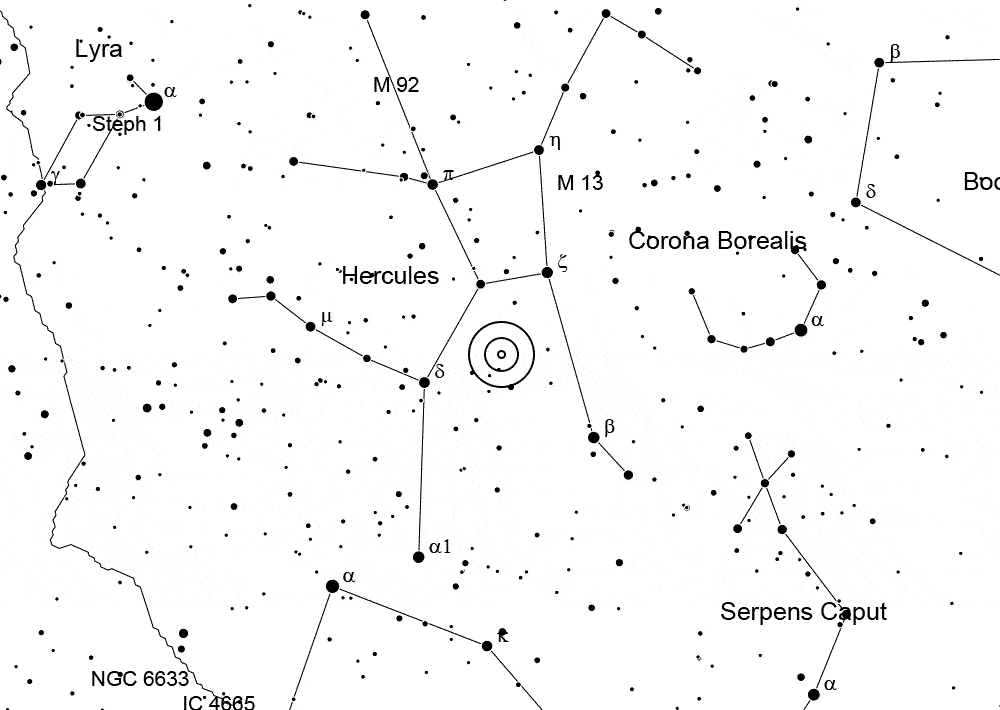 β
Lyra
M 92
α
Steph 1
η
γ
π
M 13
Boo
δ
Corona Borealis
ζ
Hercules
μ
α
δ
β
α1
α
Serpens Caput
κ
NGC 6633
α
IC 4665